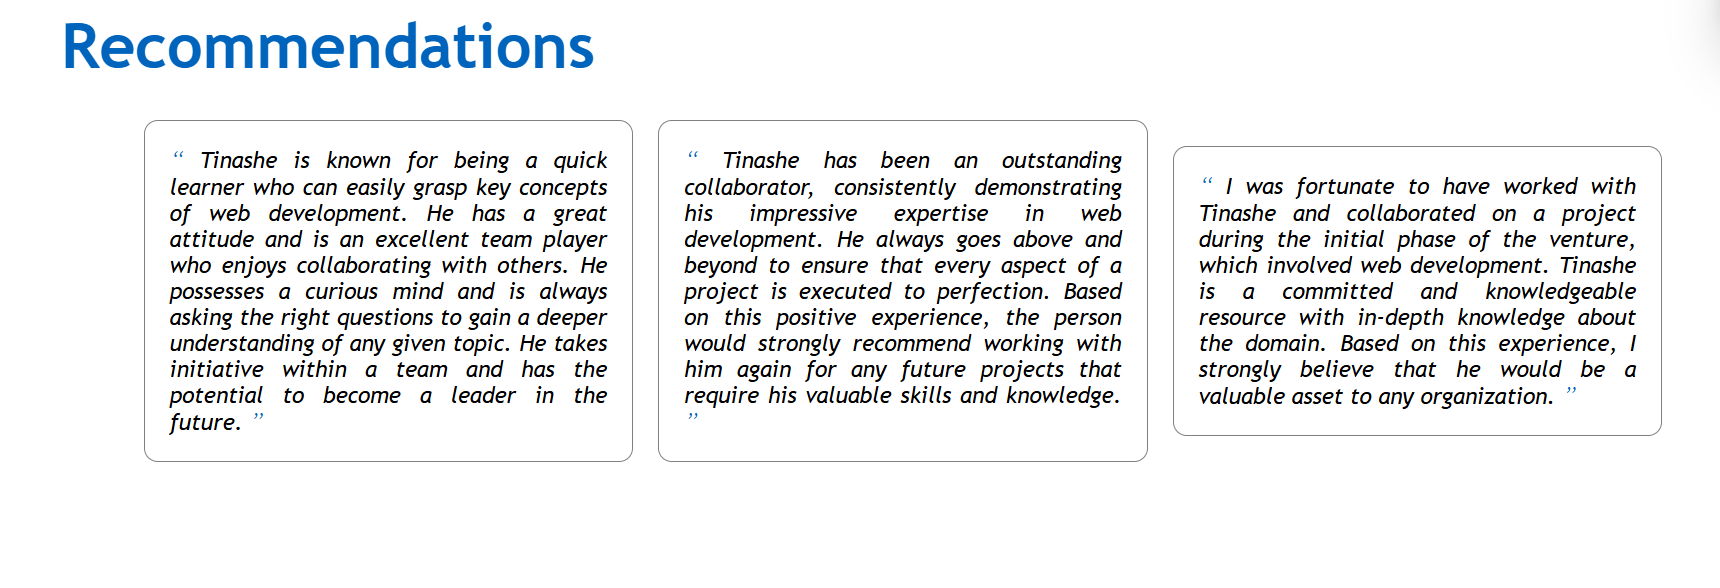 Recommendations
“ Tinashe is known for being a quick
learner who can easily grasp key concepts
of web development. He has a great
attitude and is an excellent team player
who enjoys collaborating with others. He
possesses a curious mind and is always
asking the right questions to gain a deeper
understanding of any given topic. He takes
initiative within a team and has the
potential to become a leader in the
future. ”
“ Tinashe has been an outstanding
collaborator, consistently demonstrating
his impressive expertise in web
development. He always goes above and
beyond to ensure that every aspect of a
project is executed to perfection. Based
on this positive experience, the person
would strongly recommend working with
him again for any future projects that
require his valuable skills and knowledge.
”
“ I was fortunate to have worked with
Tinashe and collaborated on a project
during the initial phase of the venture,
which involved web development. Tinashe
is a committed and knowledgeable
resource with in-depth knowledge about
the domain. Based on this experience, I
strongly believe that he would be a
valuable asset to any organization. ”